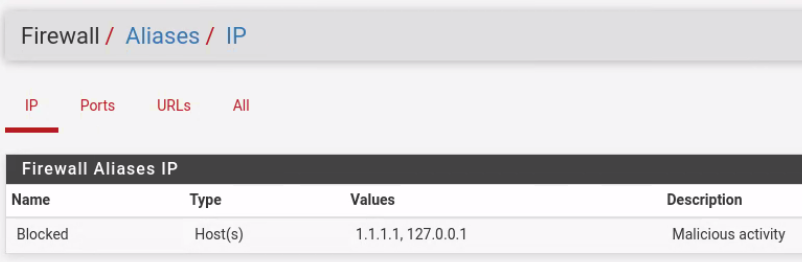 Firewall / Aliases / IP
IP Ports URLs All
Firewall Aliases IP
Name Type Values Description
Blocked Host(s) 1.1.1.1, 127.0.0.1 Malicious activity